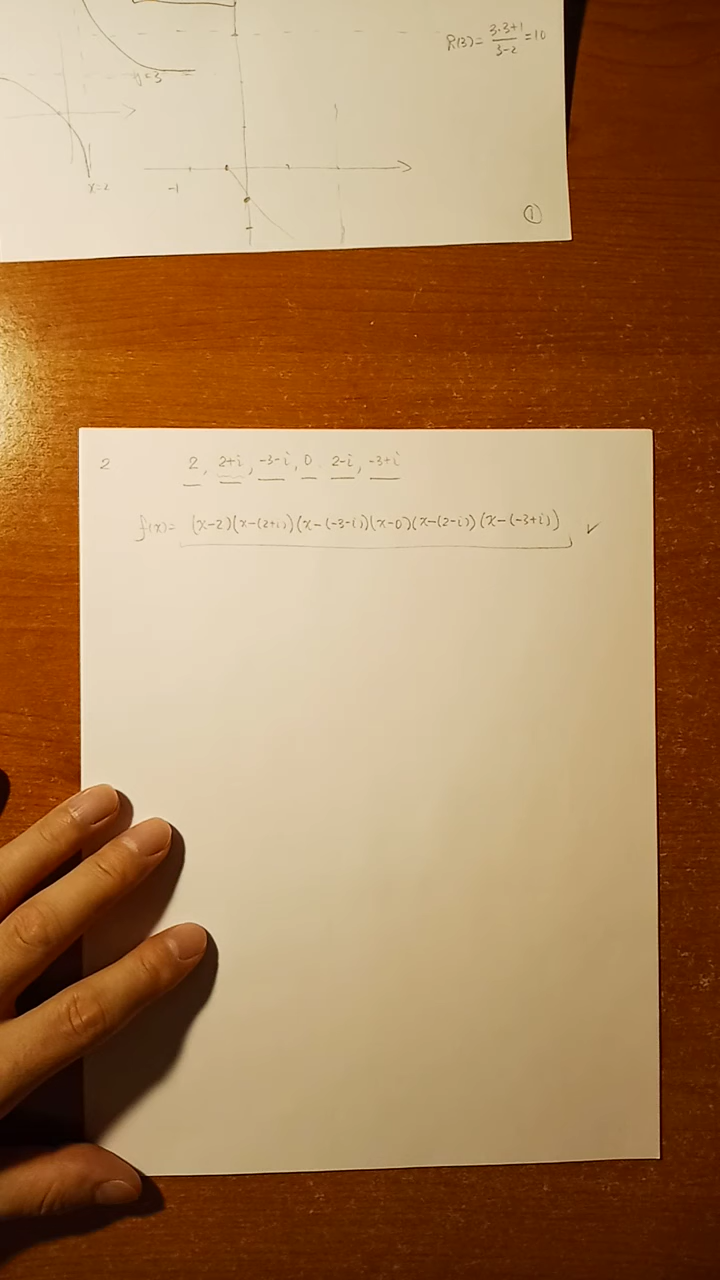 R(3) = (3·3+1)/(3-2) = 10
y=3
x=2
-1
①
2 2, 2+i, -3-i, 0 2-i, -3+i
f(x)= (x-2)(x-(2+i))(x-(-3-i))(x-0)(x-(2-i))(x-(-3+i)) ✓